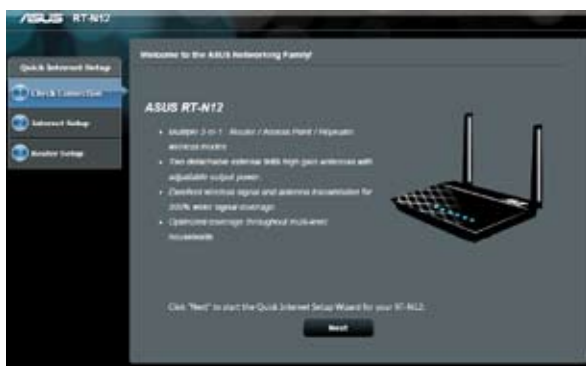 ASUS RT-N12
Quick Internet Setup
Check Connection
Internet Setup
Router Setup
Welcome to the ASUS Networking Family!
ASUS RT-N12
• Multiple 3-in-1 Router / Access Point / Repeater
wireless modes
• Two detachable external high gain antennas with
adjustable output power.
• Excellent wireless signal and antenna transmission for
300% wider signal coverage.
• Optimized coverage throughout multi-level
households
Click "Next" to start the Quick Internet Setup Wizard for your RT-N12.
Next